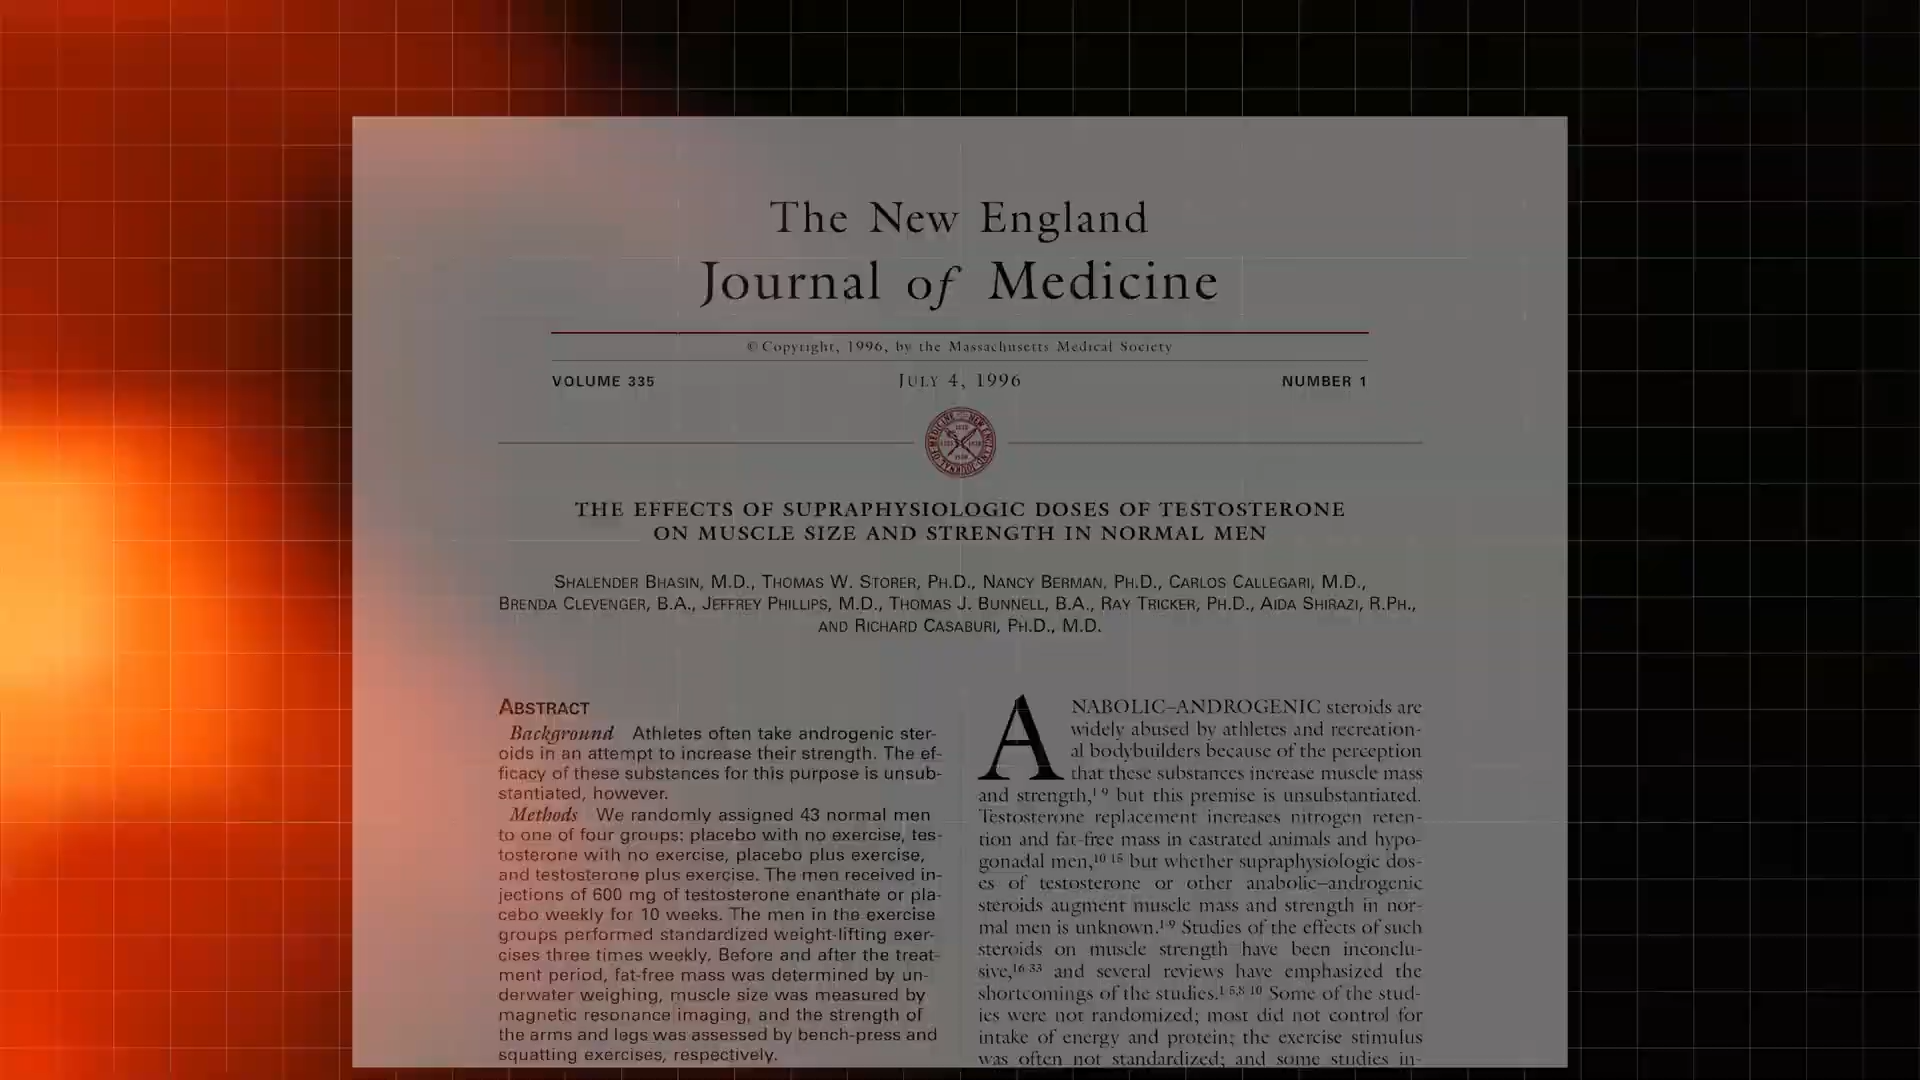 The New England
Journal of Medicine
© Copyright, 1996, by the Massachusetts Medical Society
VOLUME 335 JULY 4, 1996 NUMBER 1
THE EFFECTS OF SUPRAPHYSIOLOGIC DOSES OF TESTOSTERONE
ON MUSCLE SIZE AND STRENGTH IN NORMAL MEN
SHALENDER BHASIN, M.D., THOMAS W. STORER, PH.D., NANCY BERMAN, PH.D., CARLOS CALLEGARI, M.D.,
BRENDA CLEVENGER, B.A., JEFFREY PHILLIPS, M.D., THOMAS J. BUNNELL, B.A., RAY TRICKER, PH.D., AIDA SHIRAZI, R.PH.,
AND RICHARD CASABURI, PH.D., M.D.
ABSTRACT
Background Athletes often take androgenic ster-
oids in an attempt to increase their strength. The ef-
ficacy of these substances for this purpose is unsub-
stantiated, however.
Methods We randomly assigned 43 normal men
to one of four groups: placebo with no exercise, tes-
tosterone with no exercise, placebo plus exercise,
and testosterone plus exercise. The men received in-
jections of 600 mg of testosterone enanthate or pla-
cebo weekly for 10 weeks. The men in the exercise
groups performed standardized weight-lifting exer-
cises three times weekly. Before and after the treat-
ment period, fat-free mass was determined by un-
derwater weighing, muscle size was measured by
magnetic resonance imaging, and the strength of
the arms and legs was assessed by bench-press and
squatting exercises, respectively.
ANABOLIC–ANDROGENIC steroids are
widely abused by athletes and recreation-
al bodybuilders because of the perception
that these substances increase muscle mass
and strength,1-9 but this premise is unsubstantiated.
Testosterone replacement increases nitrogen reten-
tion and fat-free mass in castrated animals and hypo-
gonadal men,10-15 but whether supraphysiologic dos-
es of testosterone or other anabolic–androgenic
steroids augment muscle mass and strength in nor-
mal men is unknown.1-9 Studies of the effects of such
steroids on muscle strength have been inconclu-
sive,16-33 and several reviews have emphasized the
shortcomings of the studies.1-5,8-10 Some of the stud-
ies were not randomized; most did not control for
intake of energy and protein; the exercise stimulus
was often not standardized; and some studies in-